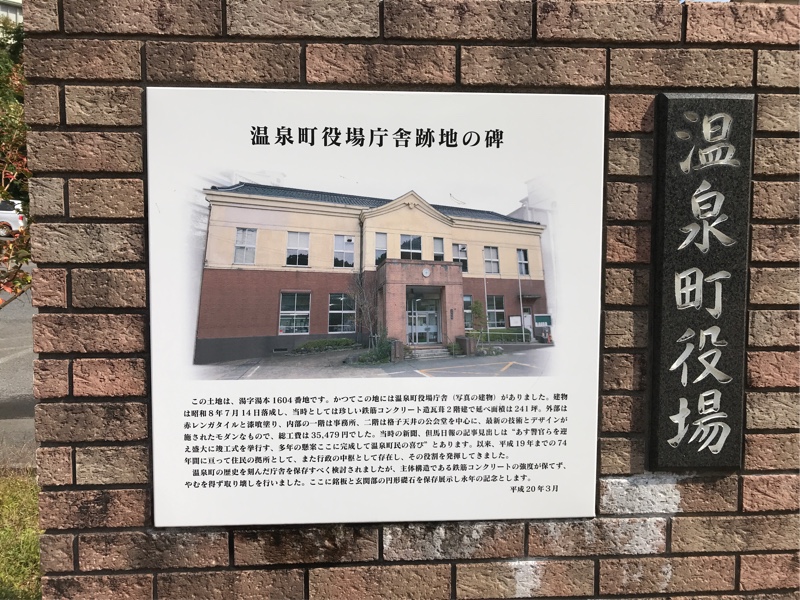 温泉町役場庁舎跡地の碑
この土地は、湯字湯本1604番地です。かつてこの地には温泉町役場庁舎（写真の建物）がありました。建物
は昭和8年7月14日落成し、当時としては珍しい鉄筋コンクリート造瓦葺2階建で延べ面積は241坪。外部は
赤レンガタイルと漆喰塗り、内部の一階は事務所、二階は格子天井の公会堂を中心に、最新の技術とデザインが
施されたモダンなもので、総工費は35,479円でした。当時の新聞、但馬日報の記事見出しは“あす警官らを迎
え盛大に竣工式を挙行す、多年の懸案ここに完成して温泉町民の喜び”とあります。以来、平成19年までの74
年間に亘って住民の拠所として、また行政の中枢として存在し、その役割を発揮してきました。
温泉町の歴史を刻んだ庁舎を保存すべく検討されましたが、主体構造である鉄筋コンクリートの強度が保てず、
やむを得ず取り壊しを行いました。ここに銘板と玄関部の円形礎石を保存展示し永年の記念とします。
平成20年3月
温泉町役場